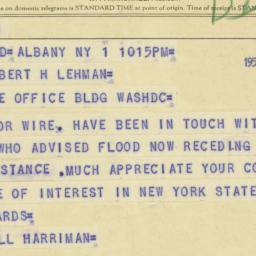 e on domestic telegrams is STANDARD TIME at point of origin. Time of receipt is STANDARD
D=ALBANY NY 1 1015PM=
195
BERT H LEHMAN=
E OFFICE BLDG WASHDC=
OR WIRE. HAVE BEEN IN TOUCH WIT
WHO ADVISED FLOOD NOW RECEDING
STANCE .MUCH APPRECIATE YOUR CO
E OF INTEREST IN NEW YORK STATE
ARDS=
LL HARRIMAN=